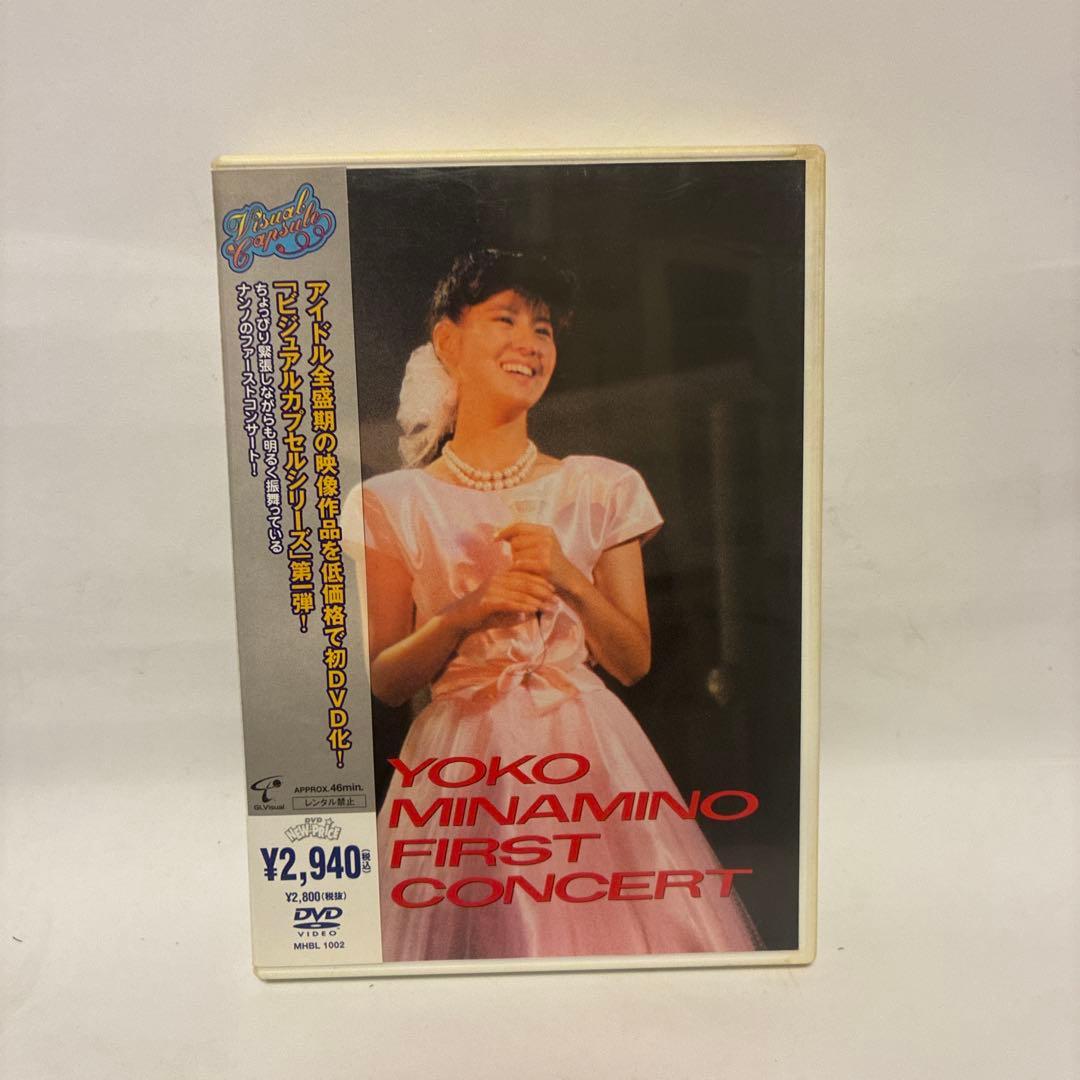 Visual
Capsule
アイドル全盛期の映像作品を低価格で初DVD化!
「ビジュアルカプセルシリーズ」第一弾!
ちょっぴり緊張しながらも明るく振舞っている
ナンノのファーストコンサート!
GI.Visual
APPROX.46min.
レンタル禁止
DVD
NEW-PRICE
¥2,940(税込)
¥2,800(税抜)
DVD
VIDEO
MHBL 1002
YOKO
MINAMINO
FIRST
CONCERT